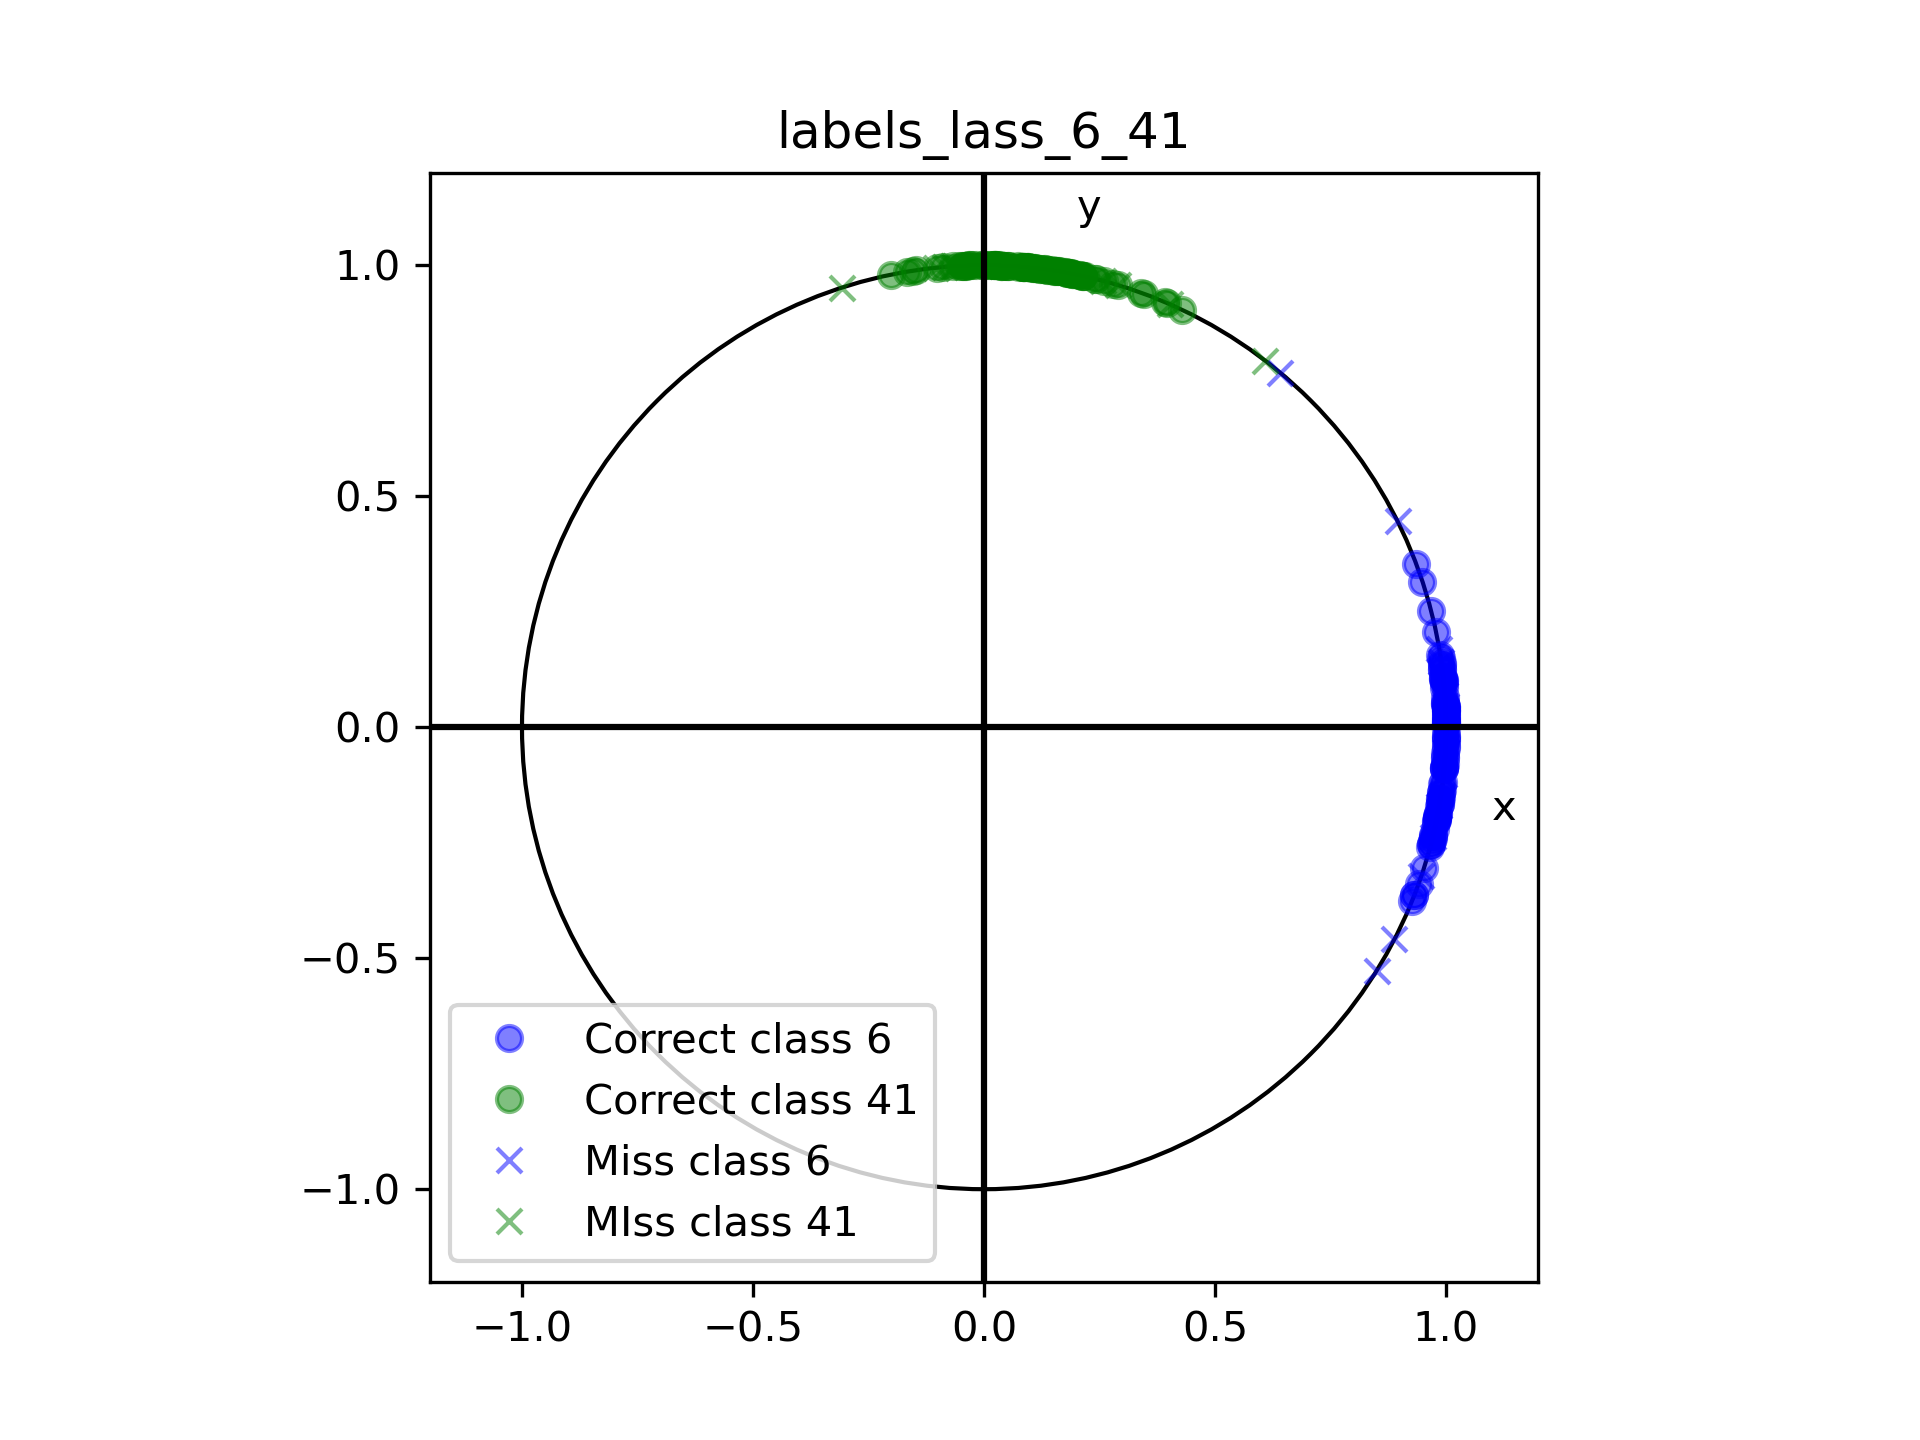 labels_lass_6_41
y
1.0
0.5
0.0
x
−0.5
−1.0
Correct class 6
Correct class 41
Miss class 6
MIss class 41
−1.0 −0.5 0.0 0.5 1.0